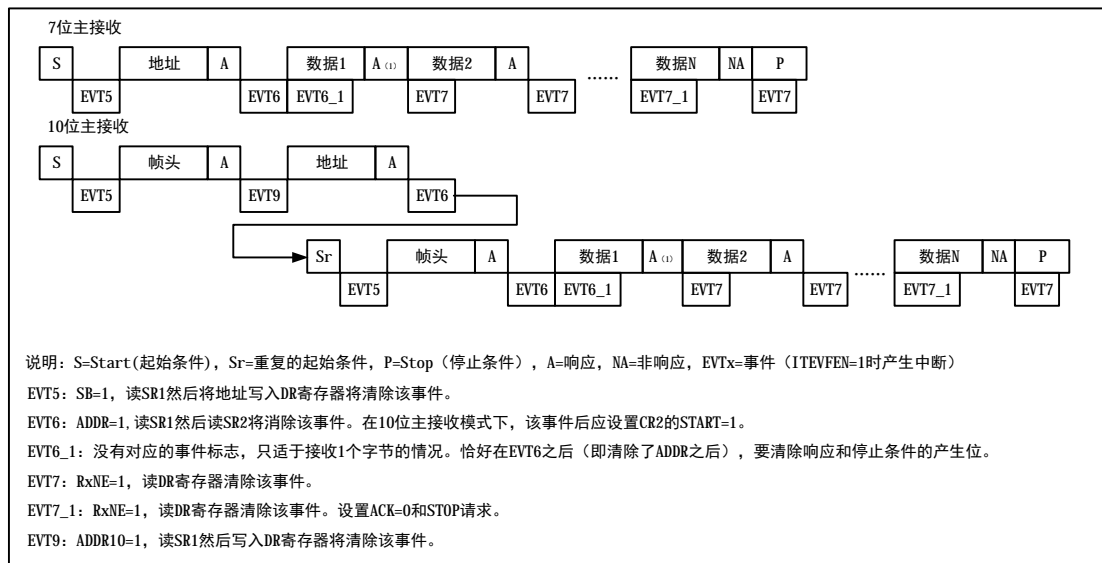 7位主接收
S 地址 A 数据1 A (1) 数据2 A …… 数据N NA P
EVT5 EVT6 EVT6_1 EVT7 EVT7 EVT7_1 EVT7
10位主接收
S 帧头 A 地址 A
EVT5 EVT9 EVT6
Sr 帧头 A 数据1 A (1) 数据2 A …… 数据N NA P
EVT5 EVT6 EVT6_1 EVT7 EVT7 EVT7_1 EVT7
说明：S=Start(起始条件)，Sr=重复的起始条件，P=Stop（停止条件），A=响应，NA=非响应，EVTx=事件（ITEVFEN=1时产生中断）
EVT5：SB=1，读SR1然后将地址写入DR寄存器将清除该事件。
EVT6：ADDR=1,读SR1然后读SR2将消除该事件。在10位主接收模式下，该事件后应设置CR2的START=1。
EVT6_1：没有对应的事件标志，只适于接收1个字节的情况。恰好在EVT6之后（即清除了ADDR之后），要清除响应和停止条件的产生位。
EVT7：RxNE=1，读DR寄存器清除该事件。
EVT7_1：RxNE=1，读DR寄存器清除该事件。设置ACK=0和STOP请求。
EVT9：ADDR10=1，读SR1然后写入DR寄存器将清除该事件。